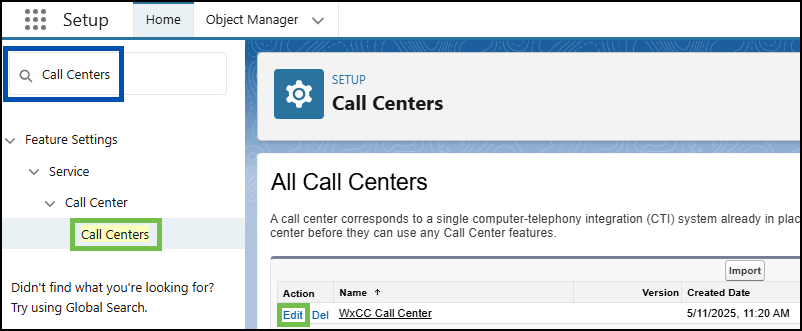 Setup
Home
Object Manager
Call Centers
Feature Settings
Service
Call Center
Call Centers
Didn't find what you're looking for?
Try using Global Search.
SETUP
Call Centers
All Call Centers
A call center corresponds to a single computer-telephony integration (CTI) system already in plac
center before they can use any Call Center features.
Import
Action Name ↑ Version Created Date
Edit Del WxCC Call Center 5/11/2025, 11:20 AM